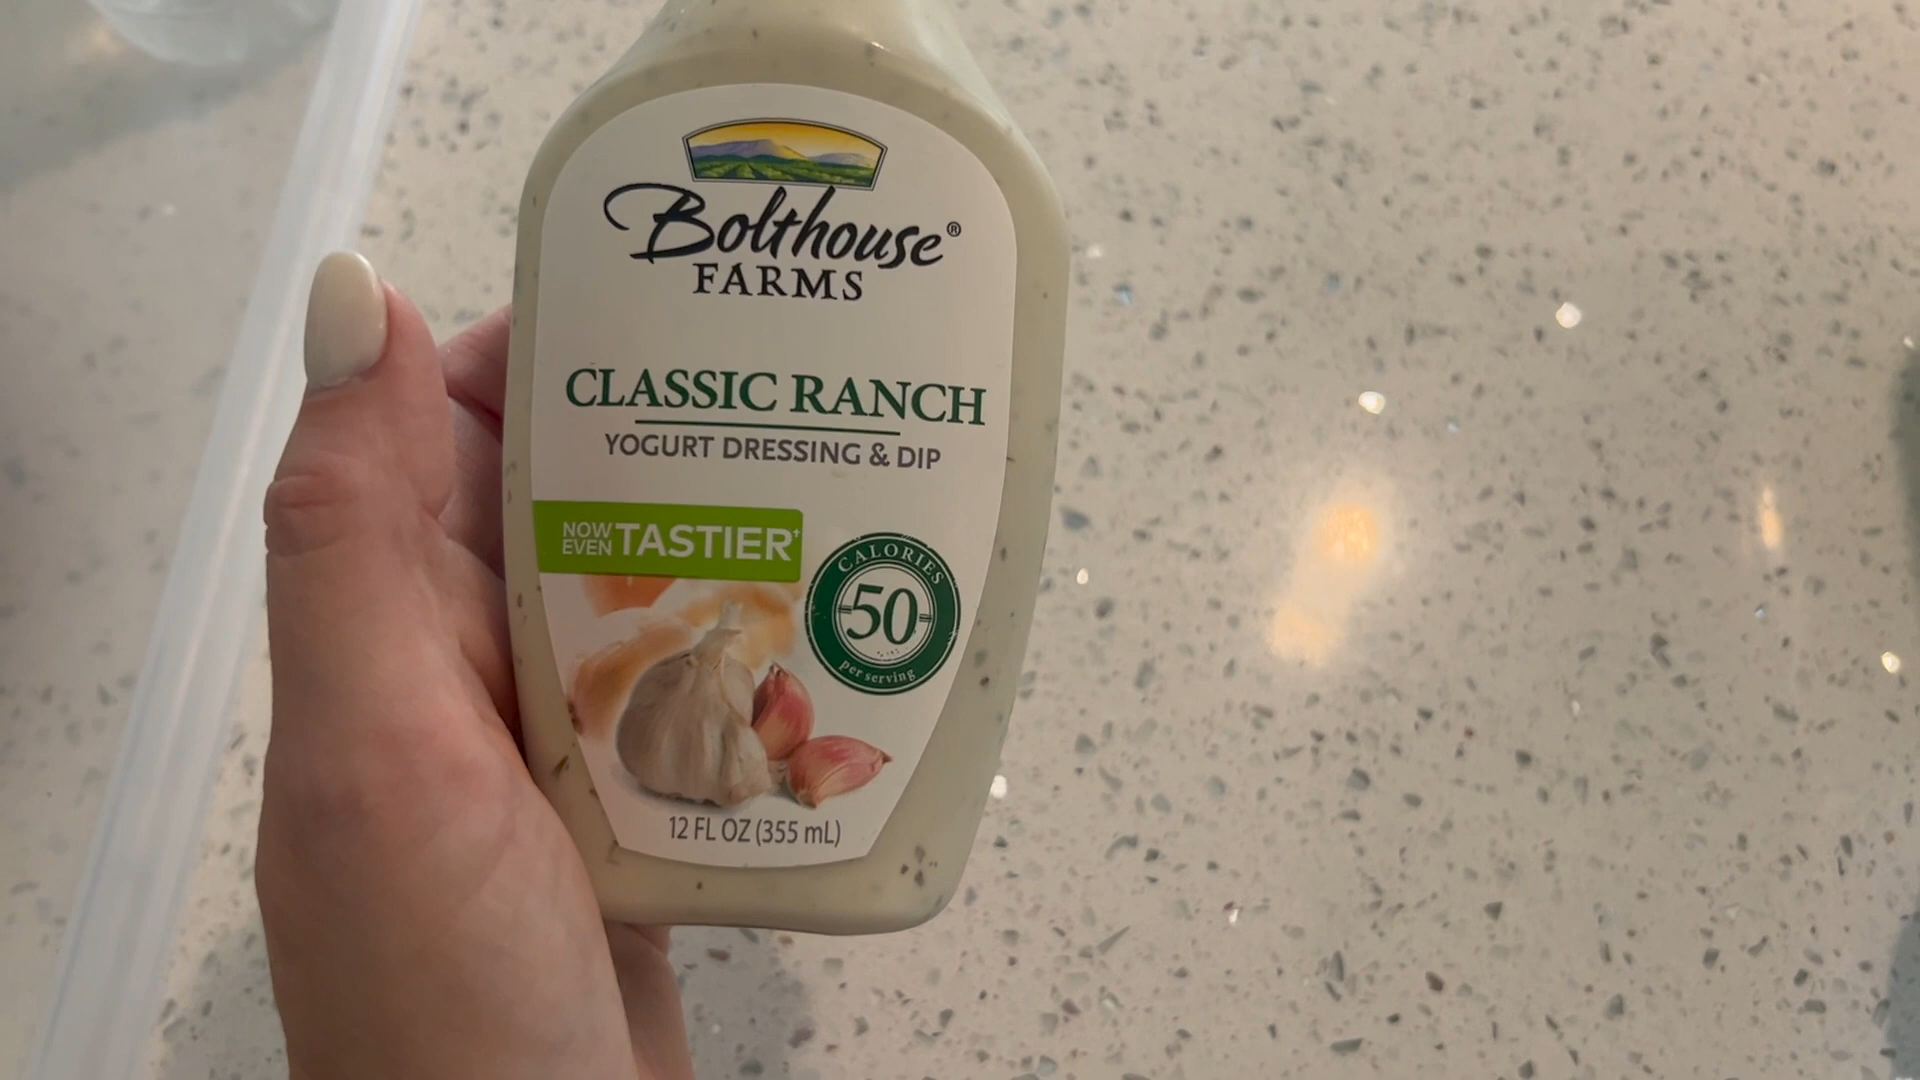 Bolthouse®
FARMS
CLASSIC RANCH
YOGURT DRESSING & DIP
NOW
EVEN TASTIER†
CALORIES
50
per serving
12 FL OZ (355 mL)